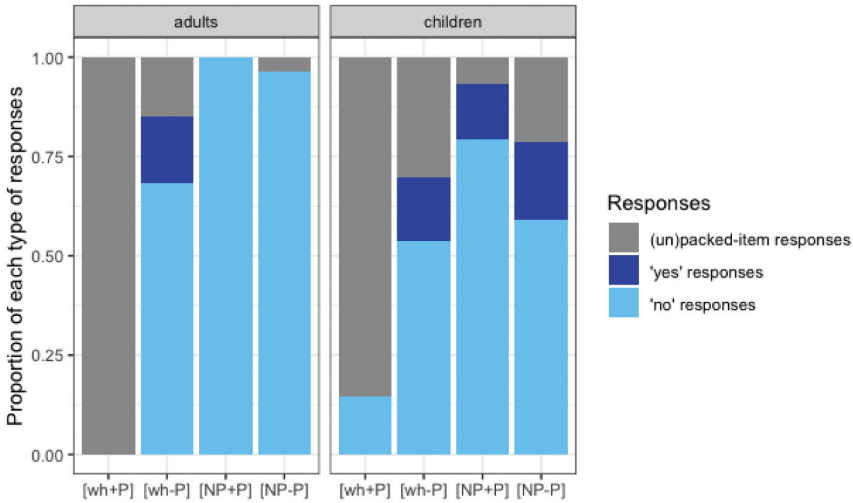 adults
children
Proportion of each type of responses
1.00
0.75
0.50
0.25
0.00
[wh+P] [wh-P] [NP+P] [NP-P]
[wh+P] [wh-P] [NP+P] [NP-P]
Responses
(un)packed-item responses
'yes' responses
'no' responses